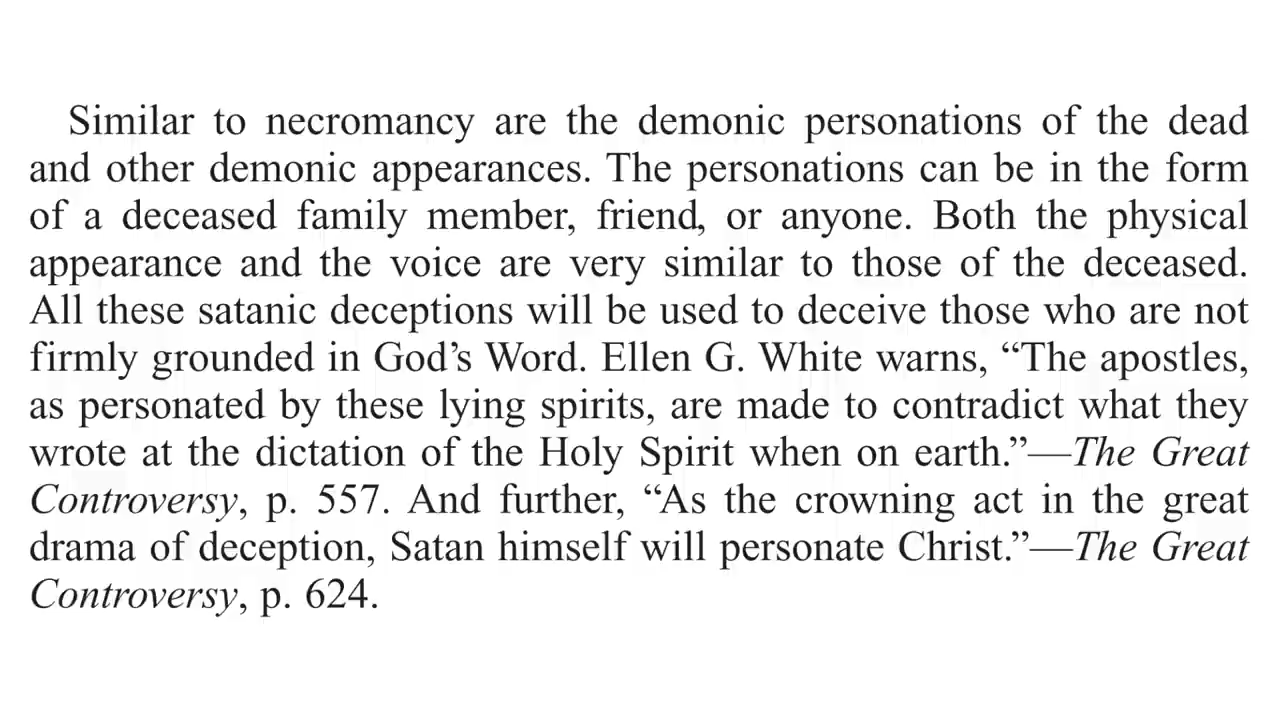 Similar to necromancy are the demonic personations of the dead
and other demonic appearances. The personations can be in the form
of a deceased family member, friend, or anyone. Both the physical
appearance and the voice are very similar to those of the deceased.
All these satanic deceptions will be used to deceive those who are not
firmly grounded in God’s Word. Ellen G. White warns, “The apostles,
as personated by these lying spirits, are made to contradict what they
wrote at the dictation of the Holy Spirit when on earth.”—The Great
Controversy, p. 557. And further, “As the crowning act in the great
drama of deception, Satan himself will personate Christ.”—The Great
Controversy, p. 624.